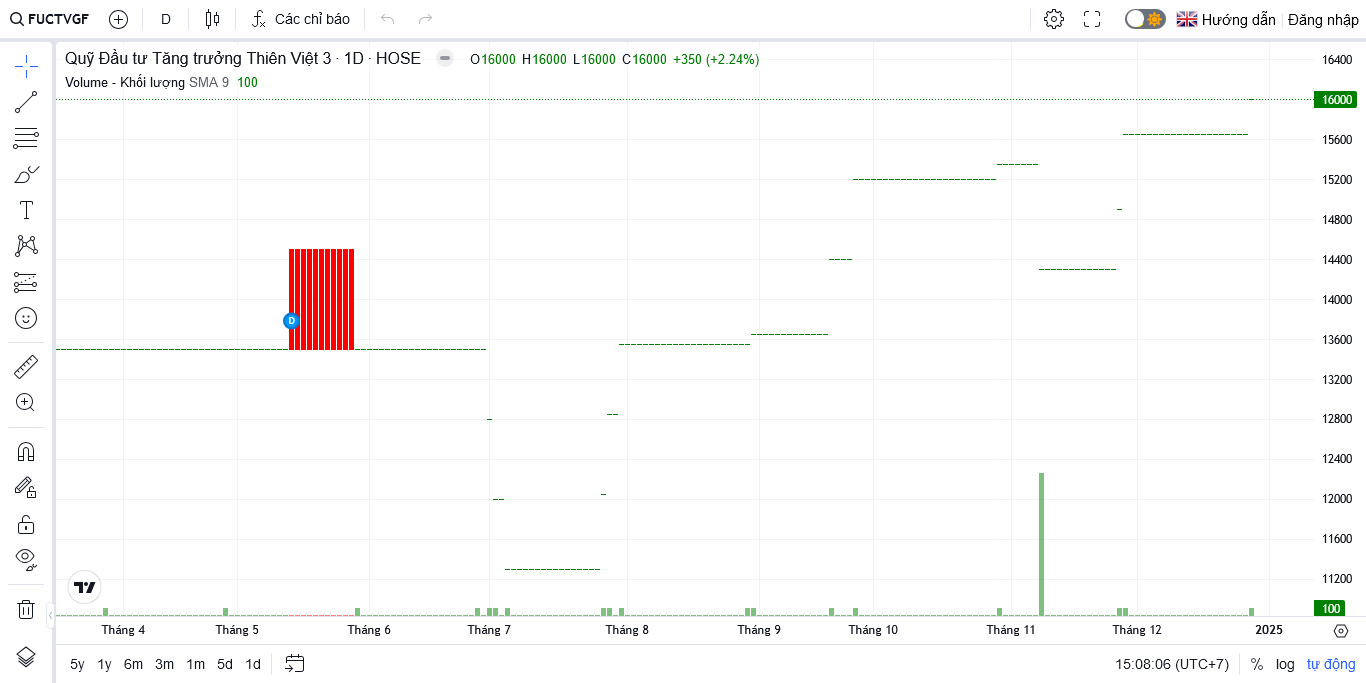 FUCTVGF D Các chỉ báo Hướng dẫn Đăng nhập
Quỹ Đầu tư Tăng trưởng Thiên Việt 3 · 1D · HOSE O16000 H16000 L16000 C16000 +350 (+2.24%)
Volume - Khối lượng SMA 9 100
16400
16000
15600
15200
14800
14400
14000
13600
13200
12800
12400
12000
11600
11200
100
D
Tháng 4 Tháng 5 Tháng 6 Tháng 7 Tháng 8 Tháng 9 Tháng 10 Tháng 11 Tháng 12 2025
5y 1y 6m 3m 1m 5d 1d 15:08:06 (UTC+7) % log tự động